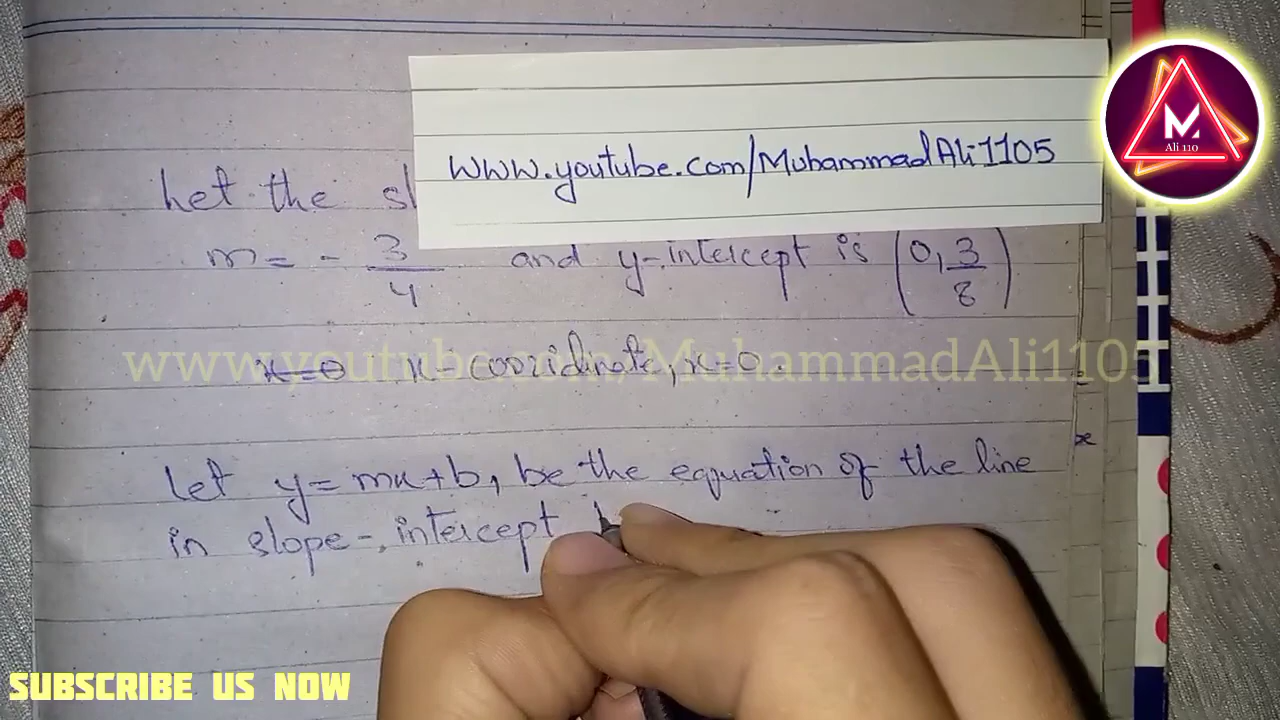 www.youtube.com/MuhammadAli1105
M
Ali 110
Let the sl
m = - 3/4 and y-intercept is (0, 3/8)
x=0 x-cooridinate, x=0.
www.youtube.com/MuhammadAli1105
Let y=mx+b, be the equation of the line
in slope-intercept
SUBSCRIBE US NOW